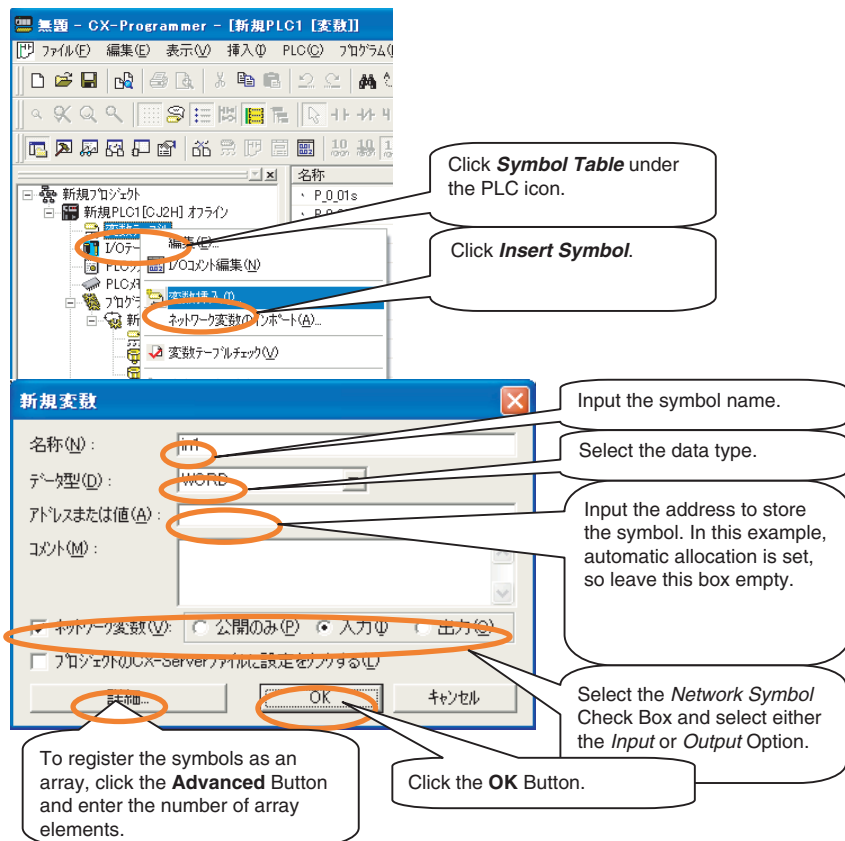 無題 - CX-Programmer - [新規PLC1 [変数]]
ファイル(F) 編集(E) 表示(V) 挿入(I) PLC(C) プログラム(
名称
新規プロジェクト
・ P_0_01s
新規PLC1[CJ2H] オフライン
編集(E)...
I/Oコメント編集(N)
変数挿入(I)...
プログラ
新
ネットワーク変数のインポート(A)...
変数テーブルチェック(V)
Click Symbol Table under
the PLC icon.
Click Insert Symbol.
新規変数
名称(N) :
in1
データ型(D) :
WORD
アドレスまたは値(A) :
コメント(M) :
ネットワーク変数(V):
公開のみ(P)
入力(I)
出力(O)
プロジェクトのCX-Serverファイルに設定をリンクする(L)
詳細...
OK
キャンセル
Input the symbol name.
Select the data type.
Input the address to store
the symbol. In this example,
automatic allocation is set,
so leave this box empty.
Select the Network Symbol
Check Box and select either
the Input or Output Option.
To register the symbols as an
array, click the Advanced Button
and enter the number of array
elements.
Click the OK Button.